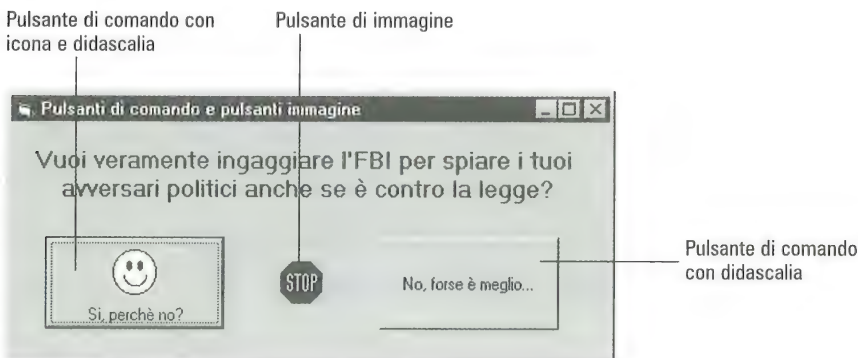 Pulsante di comando con
icona e didascalia
Pulsante di immagine
Pulsanti di comando e pulsanti immagine
Vuoi veramente ingaggiare l'FBI per spiare i tuoi
avversari politici anche se è contro la legge?
Si, perchè no?
STOP
No, forse è meglio...
Pulsante di comando
con didascalia